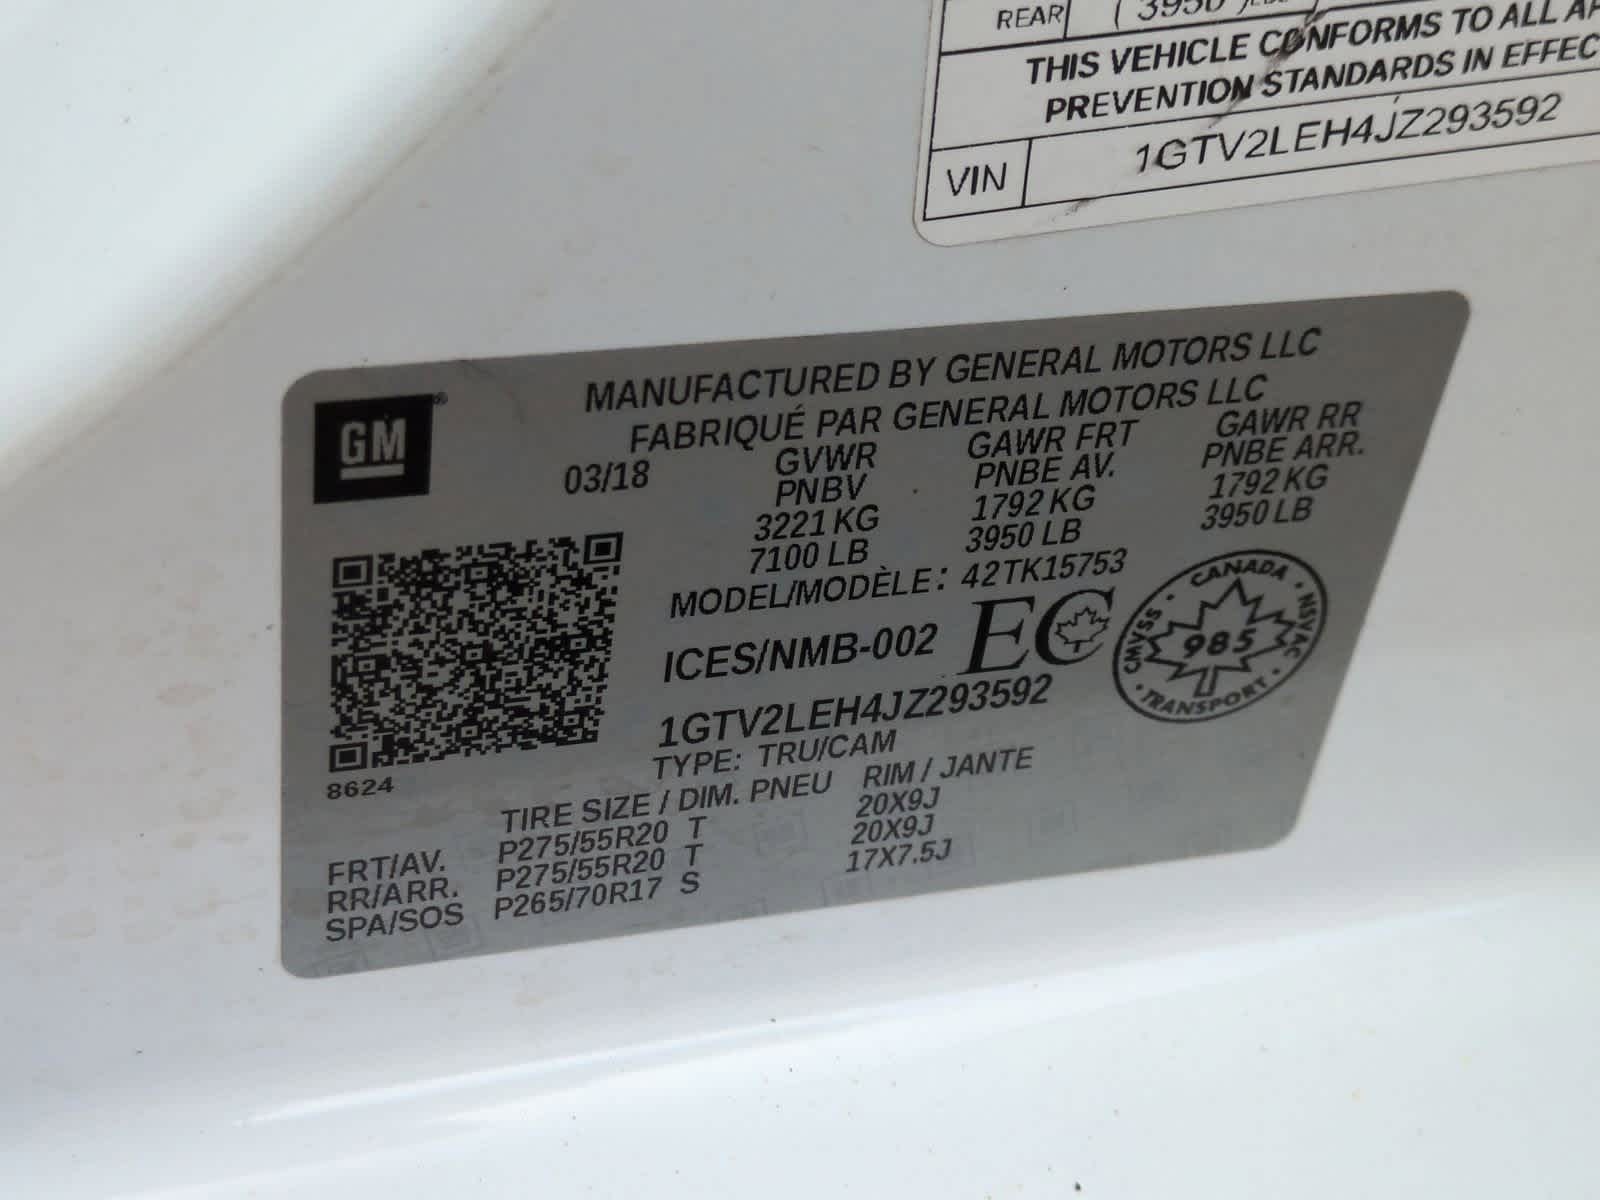 REAR ( 3950 )
THIS VEHICLE CONFORMS TO ALL
PREVENTION STANDARDS IN
VIN 1GTV2LEH4JZ293592
GM ®
MANUFACTURED BY GENERAL MOTORS LLC
FABRIQUÉ PAR GENERAL MOTORS LLC
03/18 GVWR GAWR FRT GAWR RR
PNBV PNBE AV. PNBE ARR.
3221 KG 1792 KG 1792 KG
7100 LB 3950 LB 3950 LB
MODEL/MODÈLE: 42TK15753
ICES/NMB-002 EC
CANADA · NSVAC · TRANSPORT · CMVSS ·
985
1GTV2LEH4JZ293592
TYPE: TRU/CAM
8624
TIRE SIZE / DIM. PNEU RIM / JANTE
FRT/AV. P275/55R20 T 20X9J
RR/ARR. P275/55R20 T 20X9J
SPA/SOS P265/70R17 S 17X7.5J